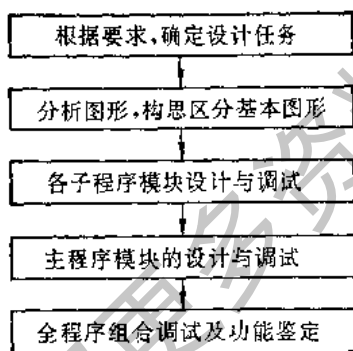 根据要求,确定设计任务
分析图形,构思区分基本图形
各子程序模块设计与调试
主程序模块的设计与调试
全程序组合调试及功能鉴定